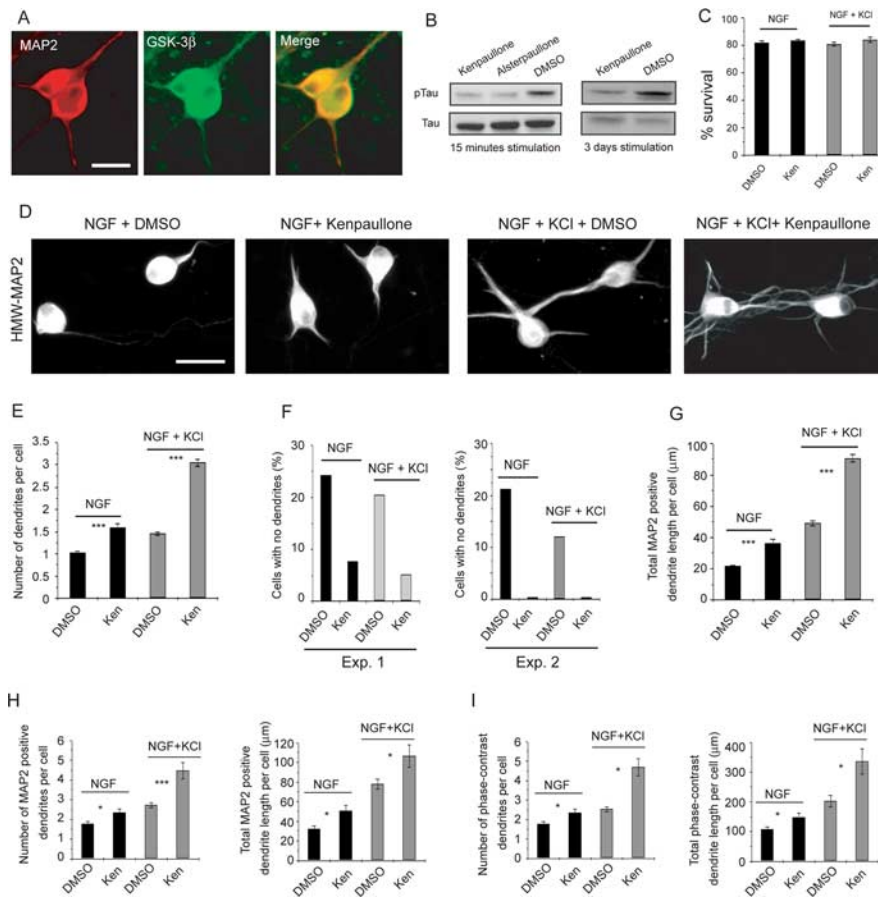 A
MAP2
GSK-3β
Merge
B
Kenpaullone
Alsterpaullone
DMSO
Kenpaullone
DMSO
pTau
Tau
15 minutes stimulation
3 days stimulation
C
NGF
NGF + KCl
% survival
100
80
60
40
20
0
DMSO
Ken
DMSO
Ken
D
NGF + DMSO
NGF+ Kenpaullone
NGF + KCl + DMSO
NGF + KCl+ Kenpaullone
HMW-MAP2
E
Number of dendrites per cell
3.5
3
2.5
2
1.5
1
0.5
0
NGF
***
NGF + KCl
***
DMSO
Ken
DMSO
Ken
F
Cells with no dendrites (%)
30
20
10
0
NGF
NGF + KCl
DMSO
Ken
DMSO
Ken
Exp. 1
Cells with no dendrites (%)
30
20
10
0
NGF
NGF + KCl
DMSO
Ken
DMSO
Ken
Exp. 2
G
Total MAP2 positive
dendrite length per cell (μm)
100
80
60
40
20
0
NGF
***
NGF + KCl
***
DMSO
Ken
DMSO
Ken
H
Number of MAP2 positive
dendrites per cell
6
5
4
3
2
1
0
NGF
*
NGF+KCl
***
DMSO
Ken
DMSO
Ken
Total MAP2 positive
dendrite length per cell (μm)
120
100
80
60
40
20
0
NGF
*
NGF+KCl
*
DMSO
Ken
DMSO
Ken
I
Number of phase-contrast
dendrites per cell
6
5
4
3
2
1
0
NGF
*
NGF+KCl
*
DMSO
Ken
DMSO
Ken
Total phase-contrast
dendrite length per cell (μm)
400
300
200
100
0
NGF
*
NGF+KCl
*
DMSO
Ken
DMSO
Ken